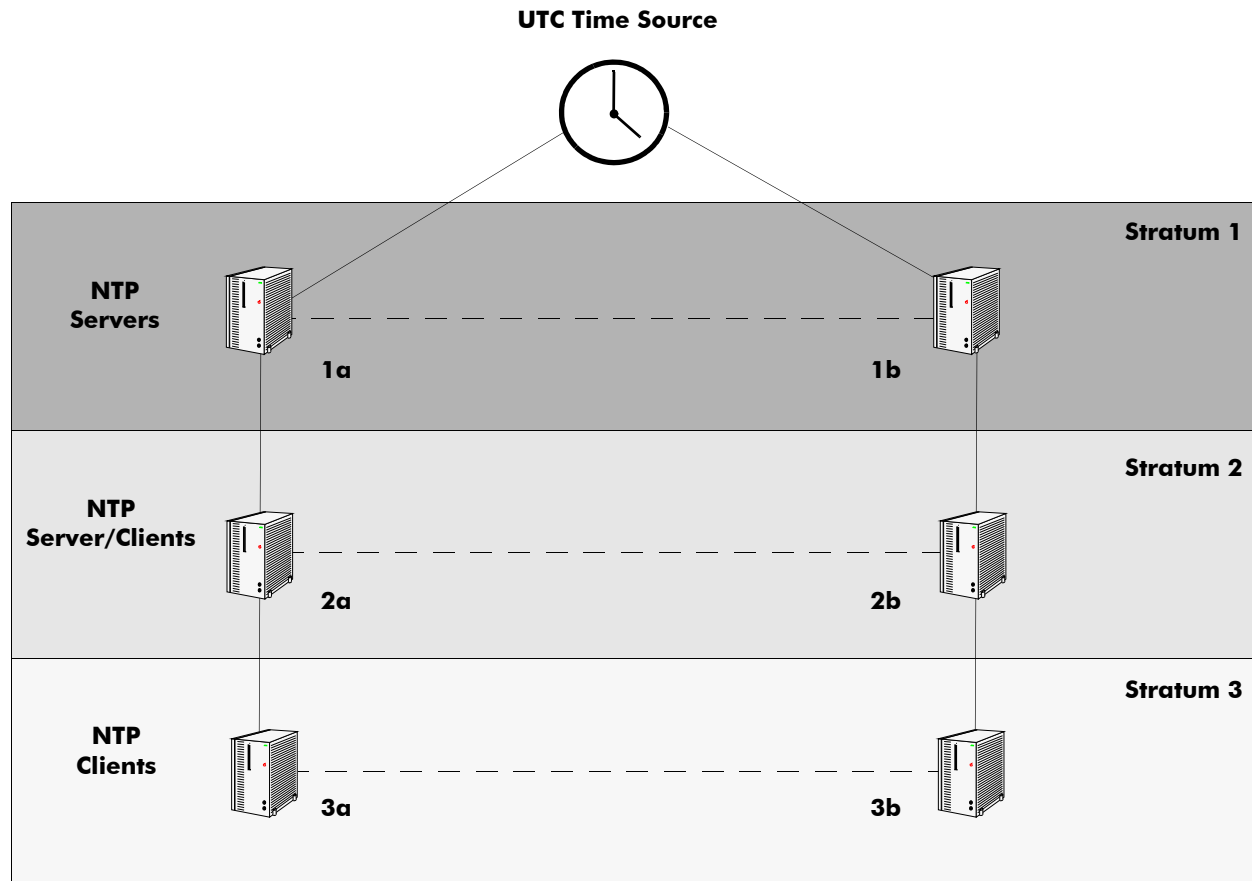 UTC Time Source
Stratum 1
NTP
Servers
1a
1b
Stratum 2
NTP
Server/Clients
2a
2b
Stratum 3
NTP
Clients
3a
3b